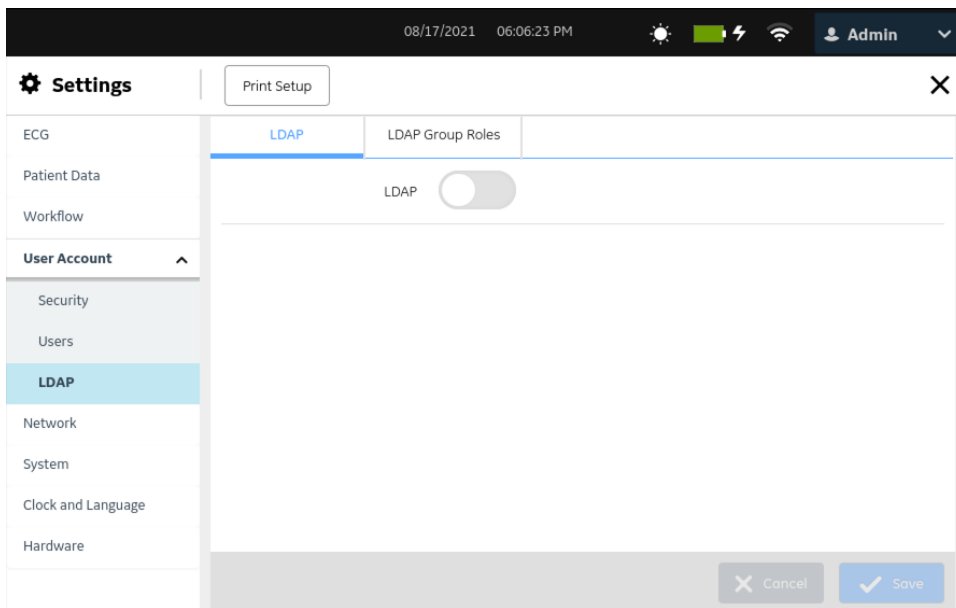 08/17/2021 06:06:23 PM Admin
Settings Print Setup
ECG
Patient Data
Workflow
User Account
Security
Users
LDAP
Network
System
Clock and Language
Hardware
LDAP LDAP Group Roles
LDAP
Cancel Save